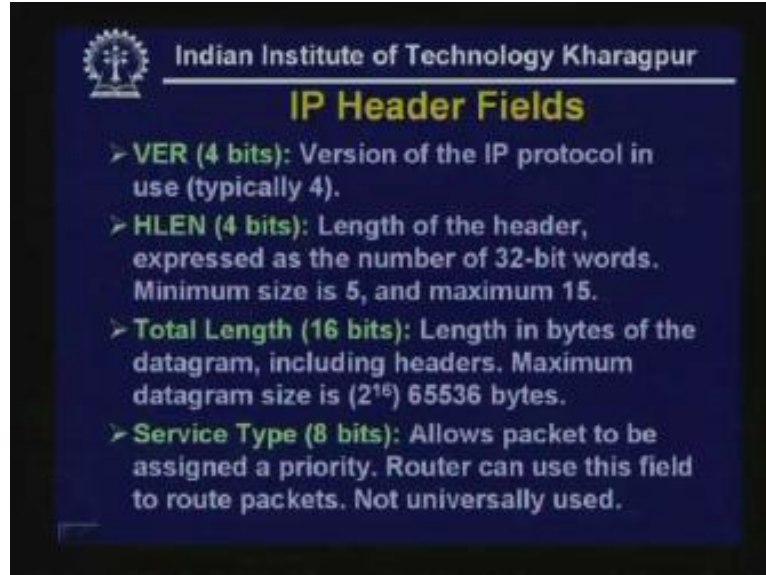 Indian Institute of Technology Kharagpur
IP Header Fields
➢ VER (4 bits): Version of the IP protocol in
use (typically 4).
➢ HLEN (4 bits): Length of the header,
expressed as the number of 32-bit words.
Minimum size is 5, and maximum 15.
➢ Total Length (16 bits): Length in bytes of the
datagram, including headers. Maximum
datagram size is (2¹⁶) 65536 bytes.
➢ Service Type (8 bits): Allows packet to be
assigned a priority. Router can use this field
to route packets. Not universally used.